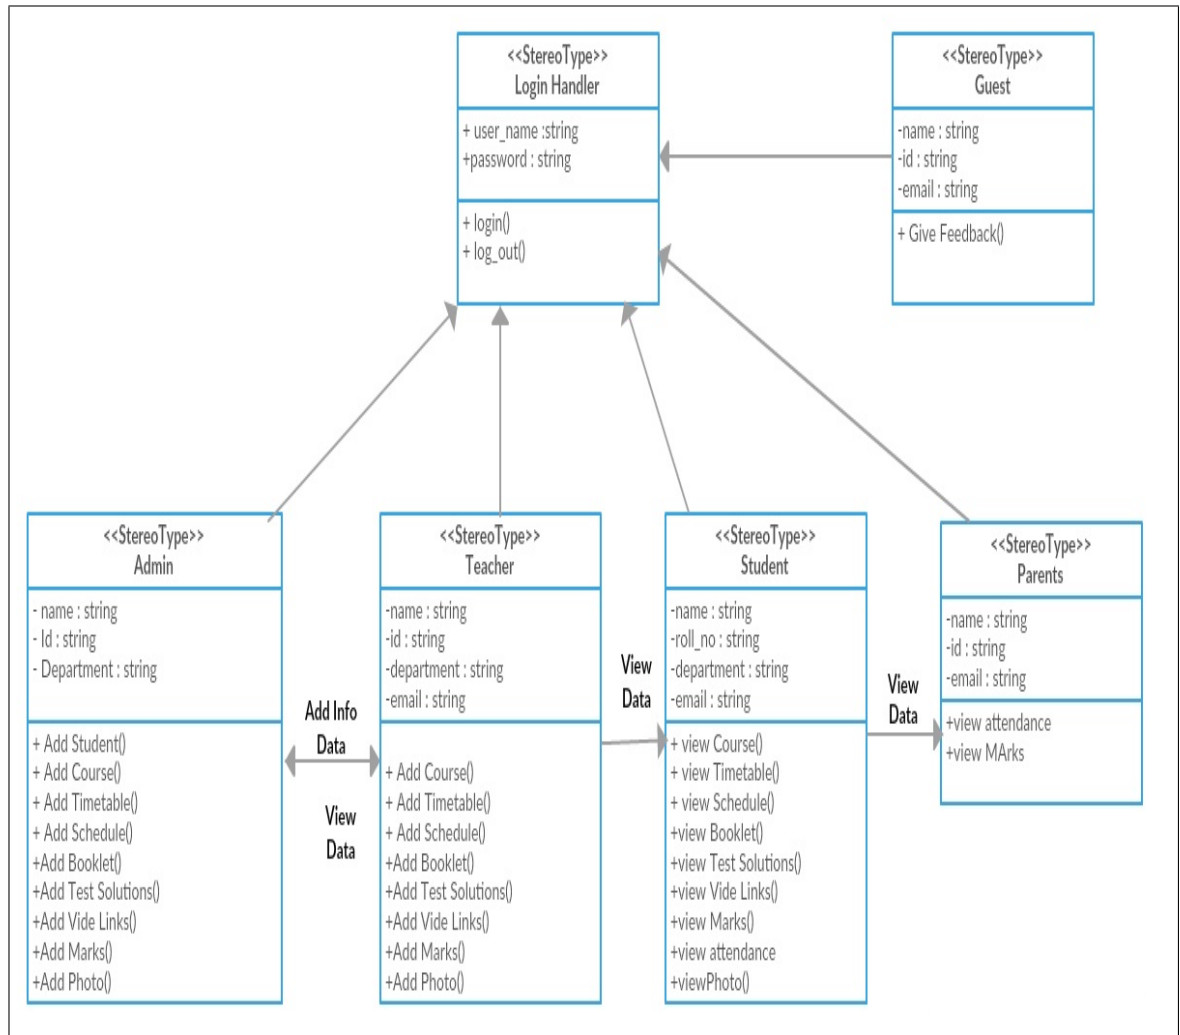 <<StereoType>>
Login Handler
+ user_name :string
+password : string
+ login()
+ log_out()
<<StereoType>>
Guest
-name : string
-id : string
-email : string
+ Give Feedback()
<<StereoType>>
Admin
- name : string
- Id : string
- Department : string
+ Add Student()
+ Add Course()
+ Add Timetable()
+ Add Schedule()
+Add Booklet()
+Add Test Solutions()
+Add Vide Links()
+Add Marks()
+Add Photo()
Add Info
Data
View
Data
<<StereoType>>
Teacher
-name : string
-id : string
-department : string
-email : string
+ Add Course()
+ Add Timetable()
+ Add Schedule()
+Add Booklet()
+Add Test Solutions()
+Add Vide Links()
+Add Marks()
+Add Photo()
View
Data
<<StereoType>>
Student
-name : string
-roll_no : string
-department : string
-email : string
+ view Course()
+ view Timetable()
+ view Schedule()
+view Booklet()
+view Test Solutions()
+view Vide Links()
+view Marks()
+view attendance
+viewPhoto()
View
Data
<<StereoType>>
Parents
-name : string
-id : string
-email : string
+view attendance
+view MArks